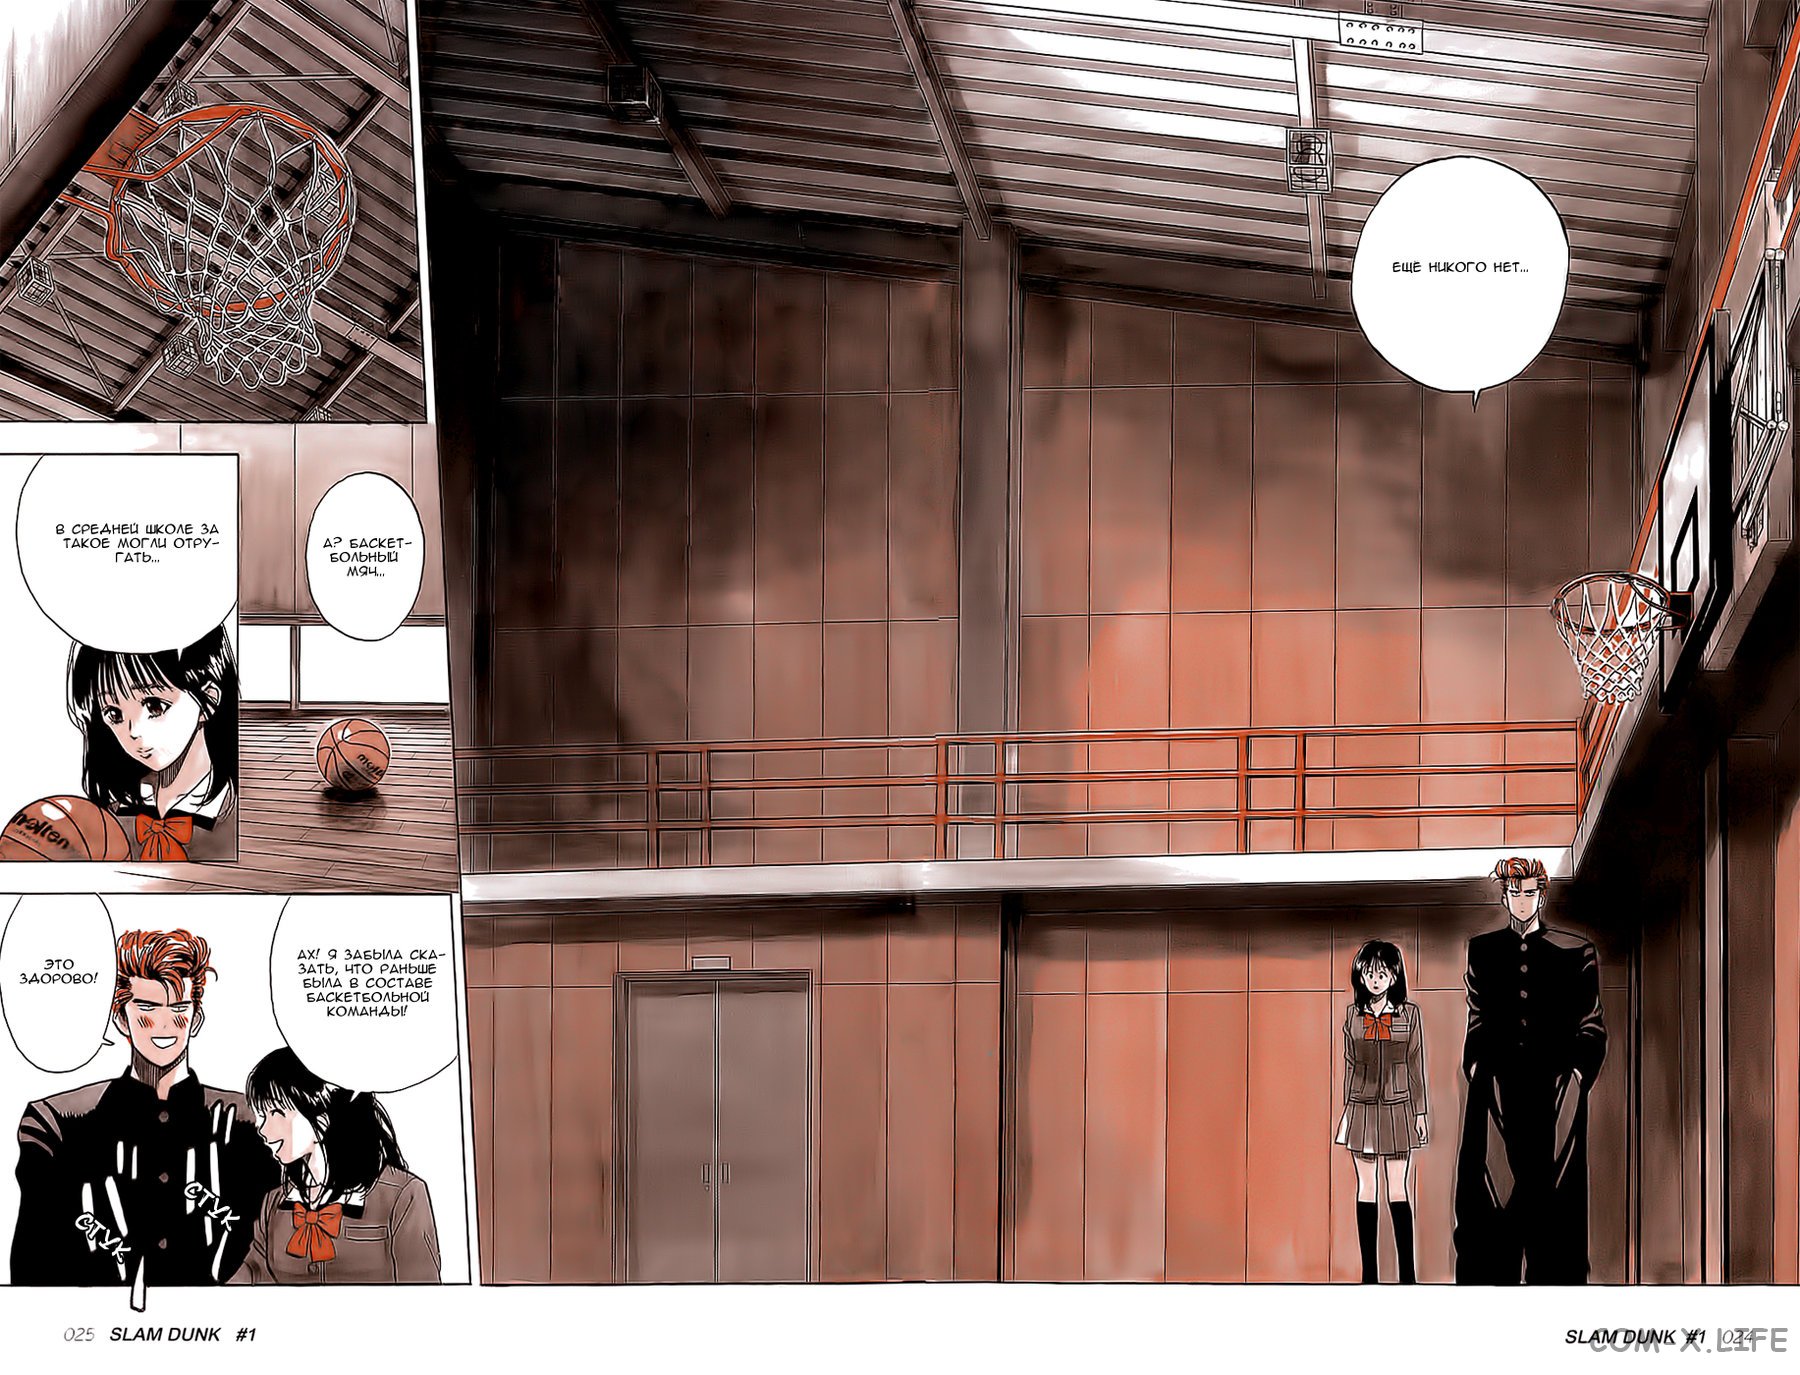 ЕЩЕ НИКОГО НЕТ...
А? БАСКЕТ-
БОЛЬНЫЙ
МЯЧ...
В СРЕДНЕЙ ШКОЛЕ ЗА
ТАКОЕ МОГЛИ ОТРУ-
ГАТЬ...
molten
АХ! Я ЗАБЫЛА СКА-
ЗАТЬ, ЧТО РАНЬШЕ
БЫЛА В СОСТАВЕ
БАСКЕТБОЛЬНОЙ
КОМАНДЫ!
ЭТО
ЗДОРОВО!
СТУК
СТУК
025 SLAM DUNK #1
SLAM DUNK #1 024
COM-X.LIFE